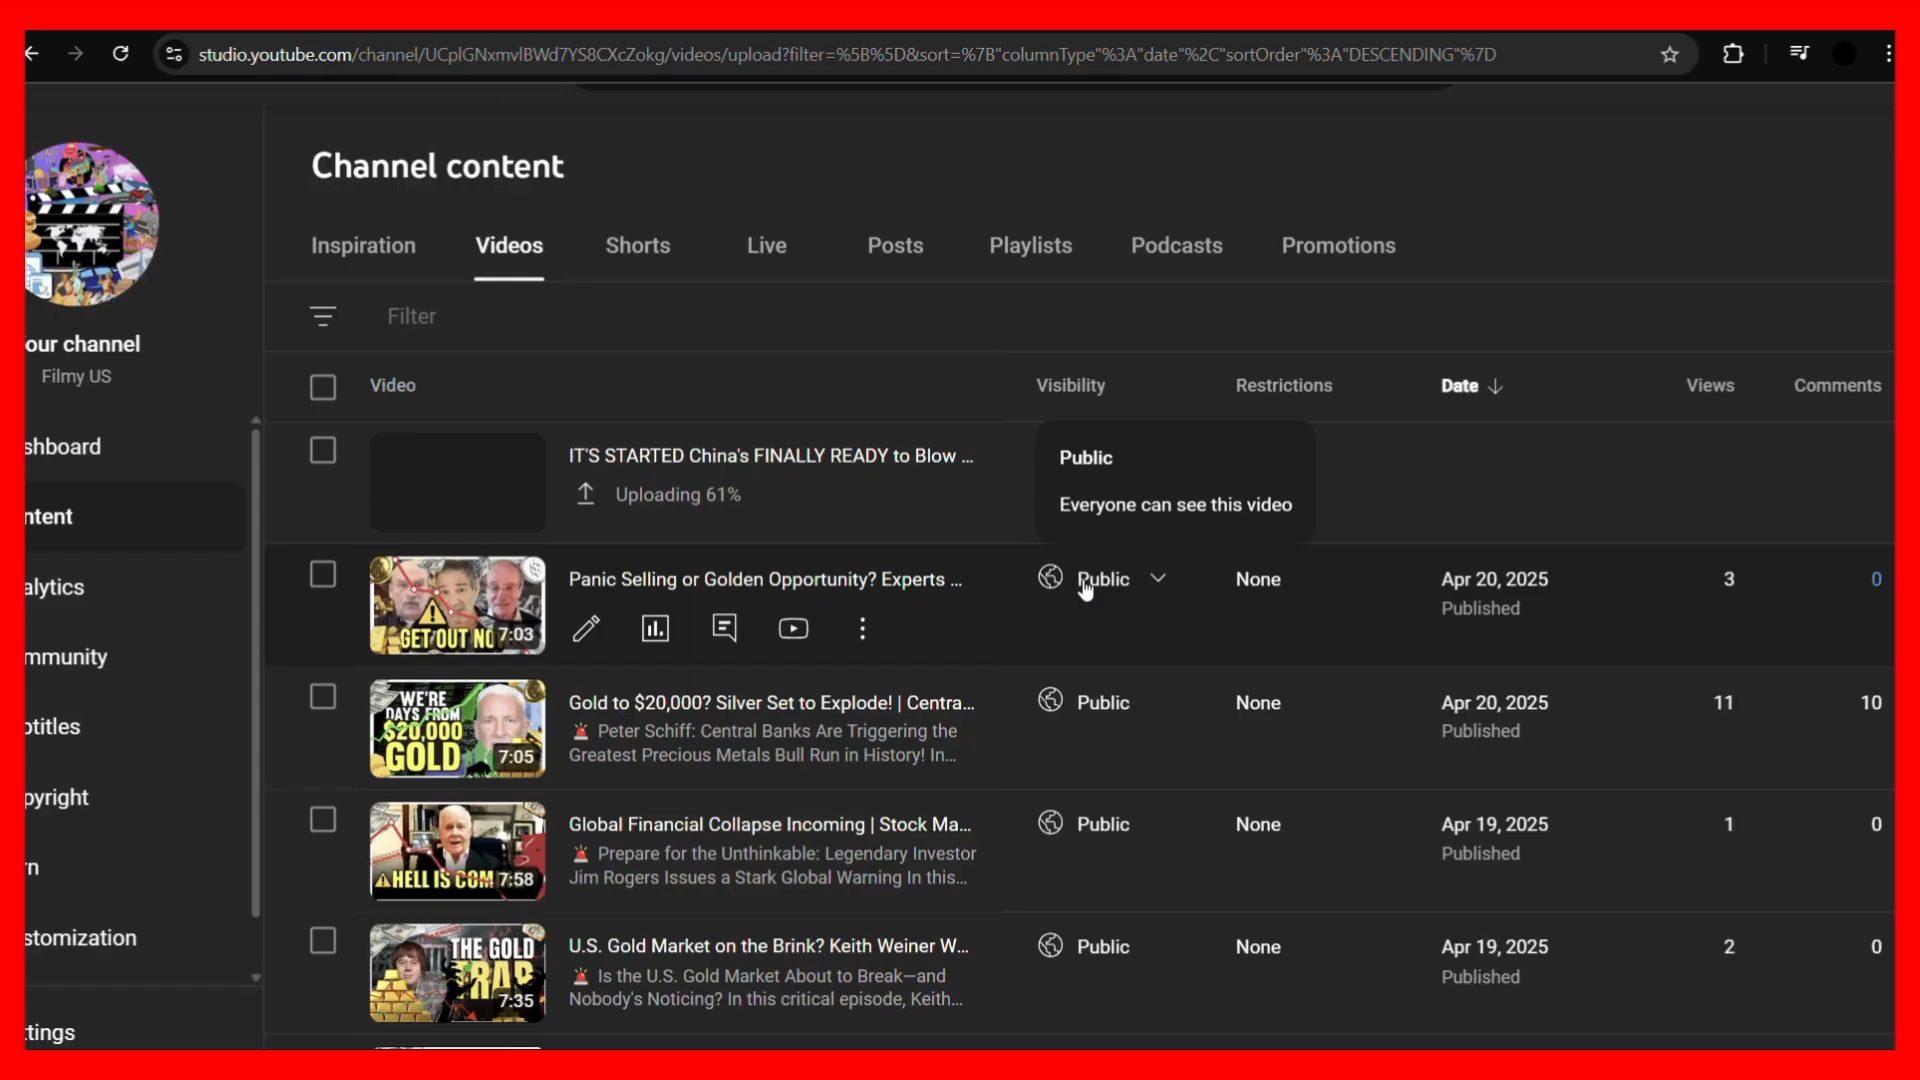 studio.youtube.com/channel/UCplGNxmvlBWd7YS8CXcZokg/videos/upload?filter=%5B%5D&sort=%7B"columnType"%3A"date"%2C"sortOrder"%3A"DESCENDING"%7D
Channel content
Inspiration Videos Shorts Live Posts Playlists Podcasts Promotions
our channel
Filmy US
Filter
Video Visibility Restrictions Date Views Comments
shboard
ntent
alytics
mmunity
btitles
pyright
rn
stomization
ttings
IT'S STARTED China's FINALLY READY to Blow ...
Uploading 61%
Public
Everyone can see this video
GET OUT NO 7:03
Panic Selling or Golden Opportunity? Experts ...
Public None Apr 20, 2025 3 0
Published
WE'RE
DAYS FROM
$20,000
GOLD 7:05
Gold to $20,000? Silver Set to Explode! | Centra...
Peter Schiff: Central Banks Are Triggering the
Greatest Precious Metals Bull Run in History! In...
Public None Apr 20, 2025 11 10
Published
HELL IS COM 7:58
Global Financial Collapse Incoming | Stock Ma...
Prepare for the Unthinkable: Legendary Investor
Jim Rogers Issues a Stark Global Warning In this...
Public None Apr 19, 2025 1 0
Published
WARNING
THE GOLD
TRAP
7:35
U.S. Gold Market on the Brink? Keith Weiner W...
Is the U.S. Gold Market About to Break—and
Nobody's Noticing? In this critical episode, Keith...
Public None Apr 19, 2025 2 0
Published